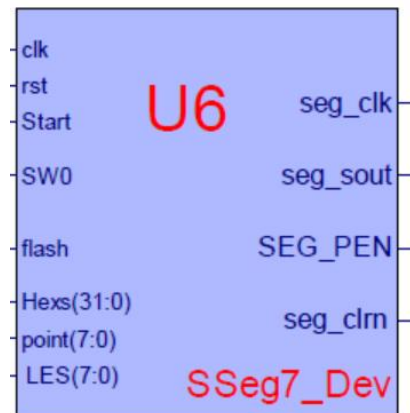 clk
rst
Start
SW0
flash
Hexs(31:0)
point(7:0)
LES(7:0)
U6
seg_clk
seg_sout
SEG_PEN
seg_clrn
SSeg7_Dev